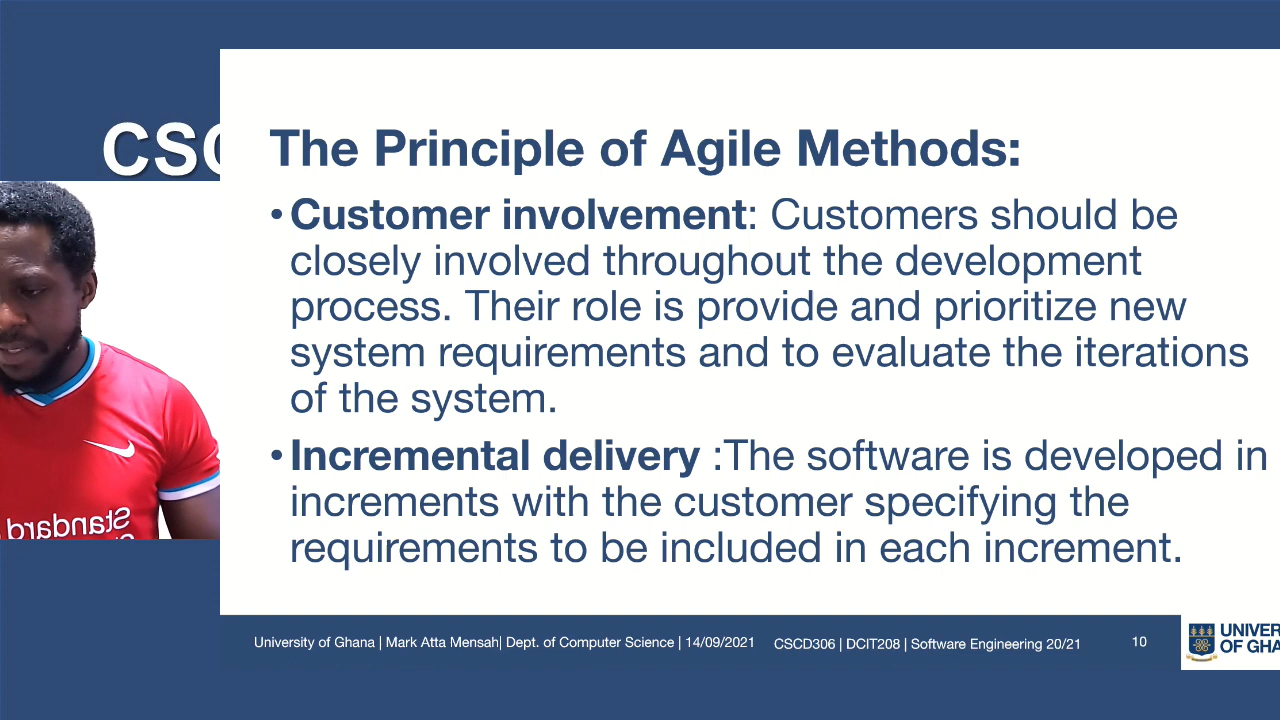 CSC
The Principle of Agile Methods:
•Customer involvement: Customers should be
closely involved throughout the development
process. Their role is provide and prioritize new
system requirements and to evaluate the iterations
of the system.
•Incremental delivery :The software is developed in
increments with the customer specifying the
requirements to be included in each increment.
Standard
University of Ghana | Mark Atta Mensah| Dept. of Computer Science | 14/09/2021 CSCD306 | DCIT208 | Software Engineering 20/21 10
UNIVER
OF GHA